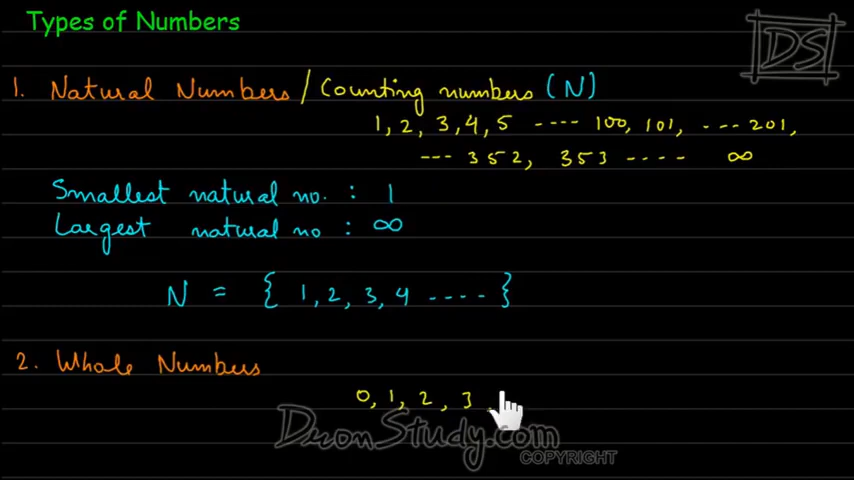 Types of Numbers
DS
1. Natural Numbers / Counting numbers (N)
1, 2, 3, 4, 5 ---- 100, 101, --- 201,
--- 352, 353 ---- ∞
Smallest natural no. : 1
Largest natural no : ∞
N = { 1, 2, 3, 4 ---- }
2. Whole Numbers
0, 1, 2, 3
DronStudy.com
COPYRIGHT